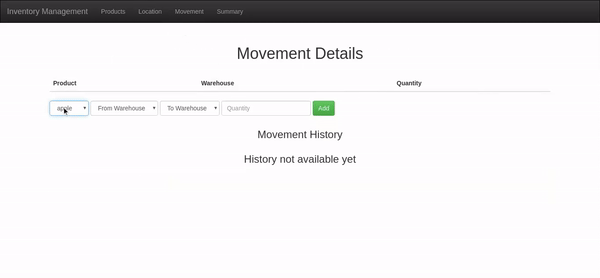 Inventory Management Products Location Movement Summary
Movement Details
Product Warehouse Quantity
apple From Warehouse To Warehouse Quantity Add
Movement History
History not available yet